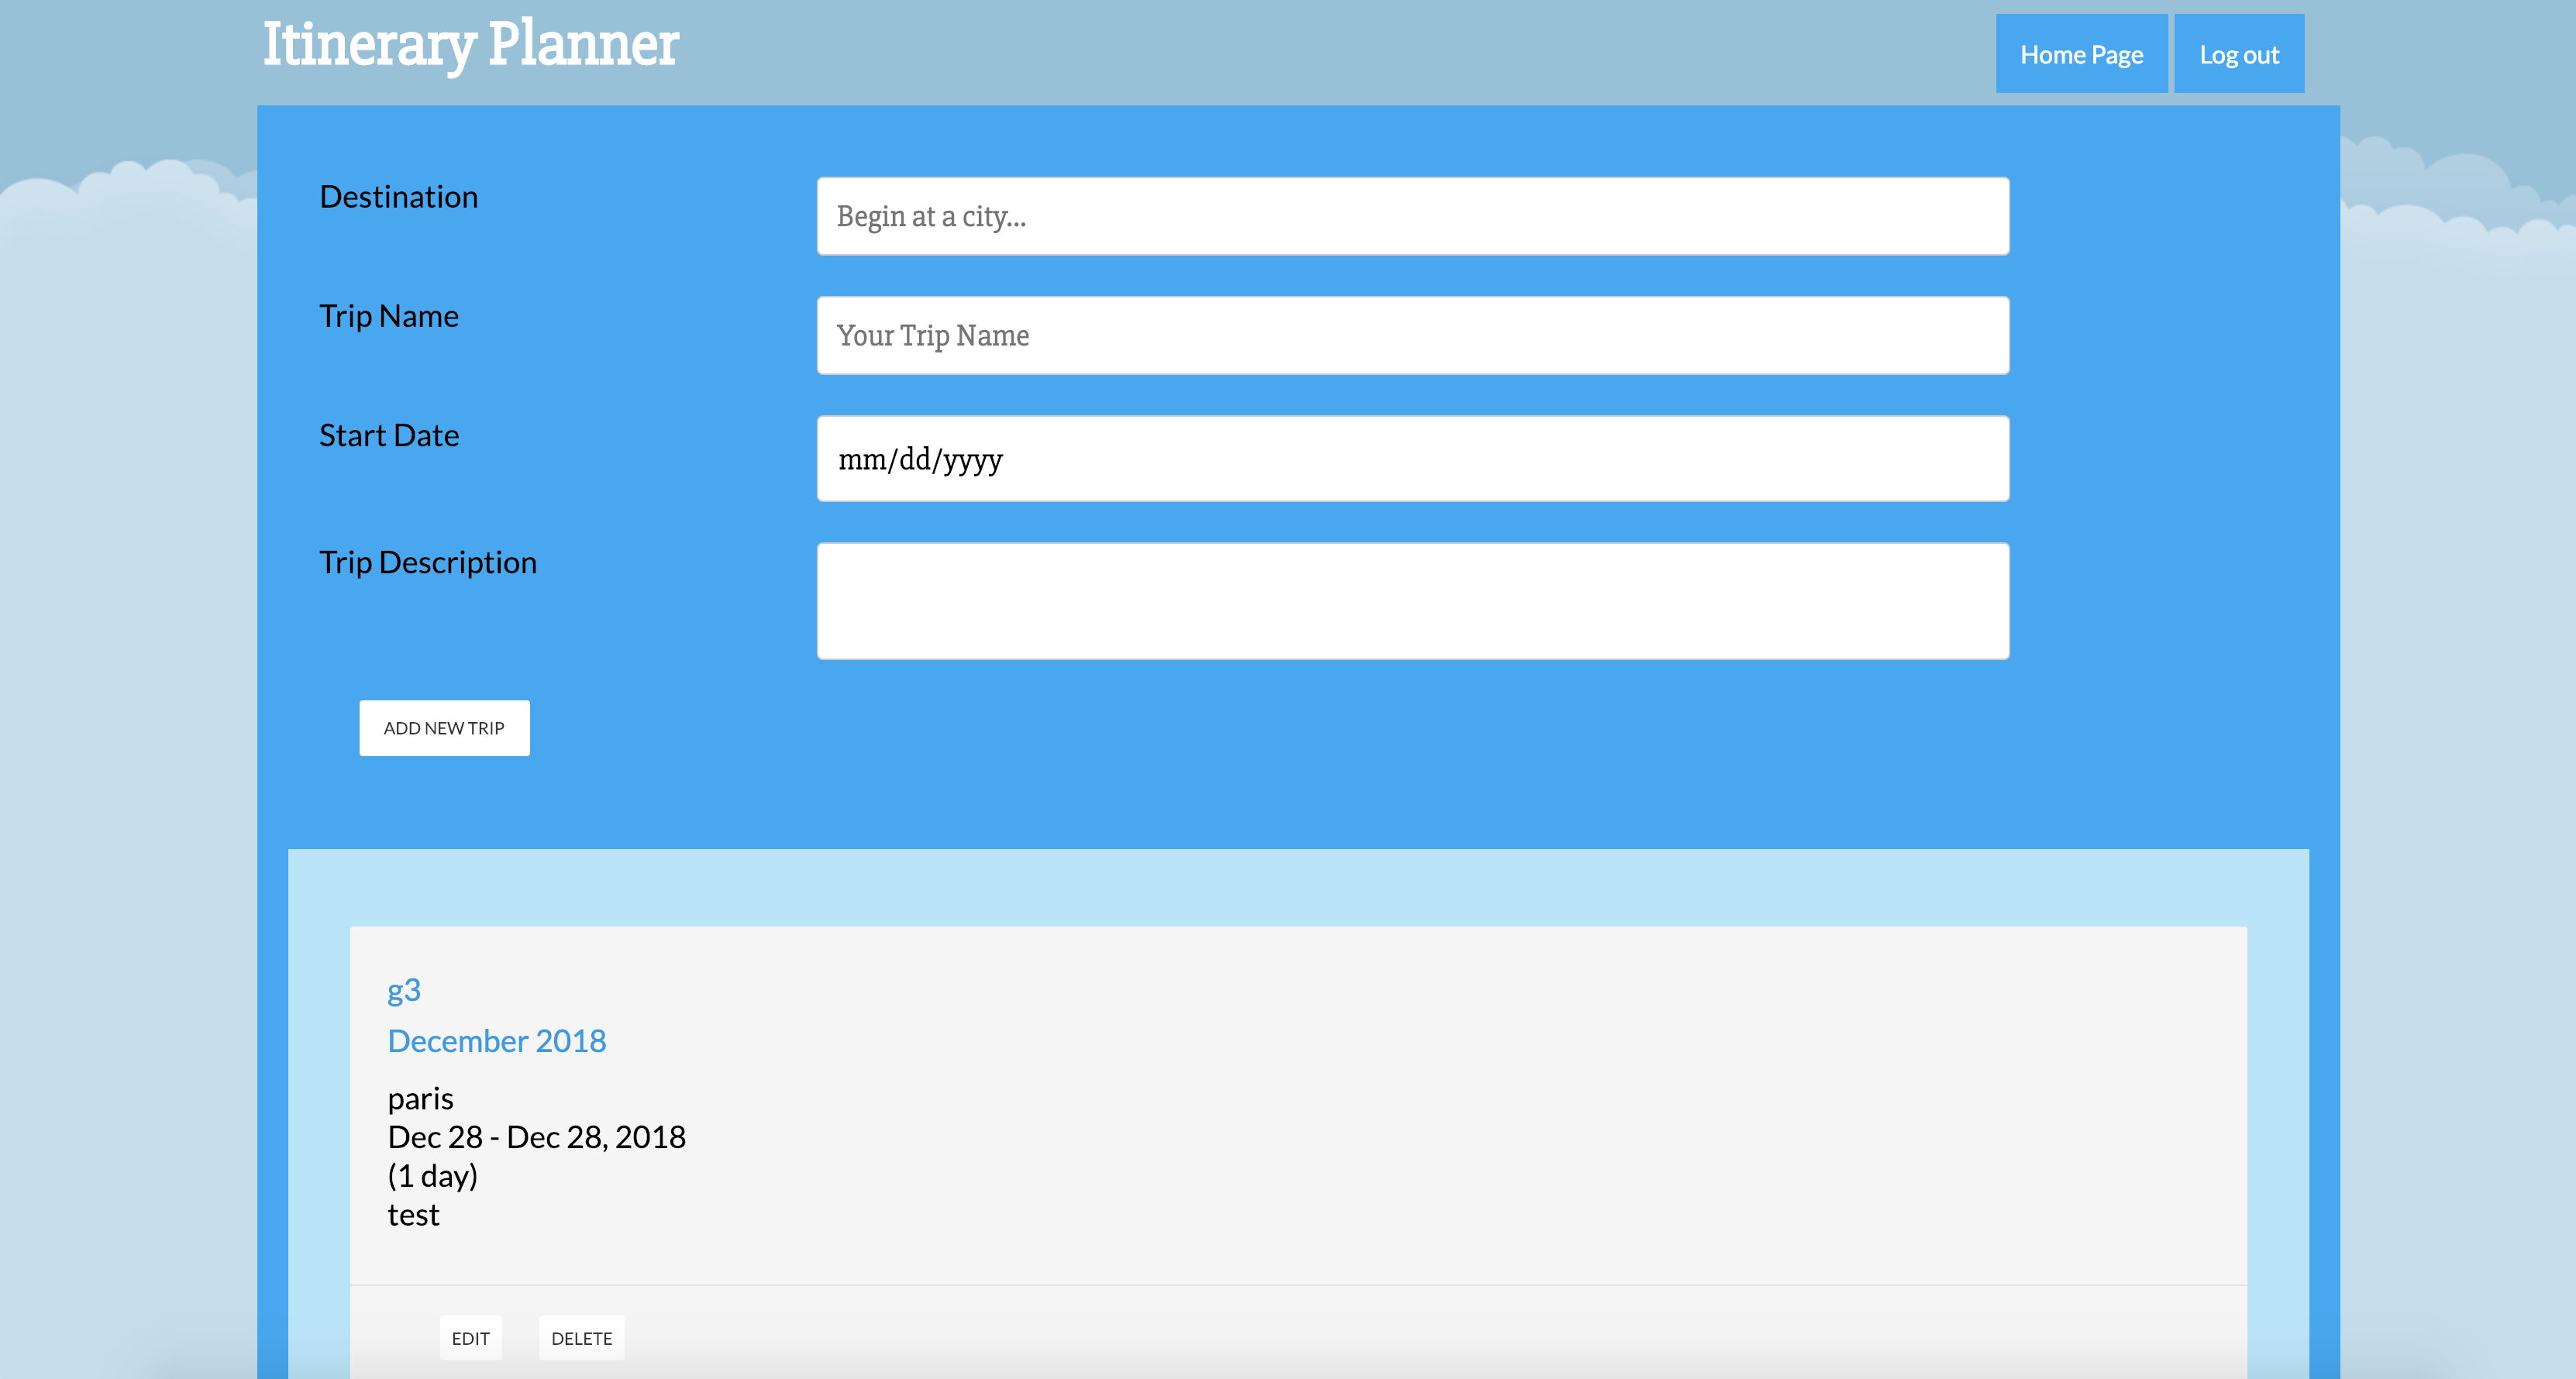 Itinerary Planner
Home Page
Log out
Destination
Begin at a city...
Trip Name
Your Trip Name
Start Date
mm/dd/yyyy
Trip Description
ADD NEW TRIP
g3
December 2018
paris
Dec 28 - Dec 28, 2018
(1 day)
test
EDIT
DELETE